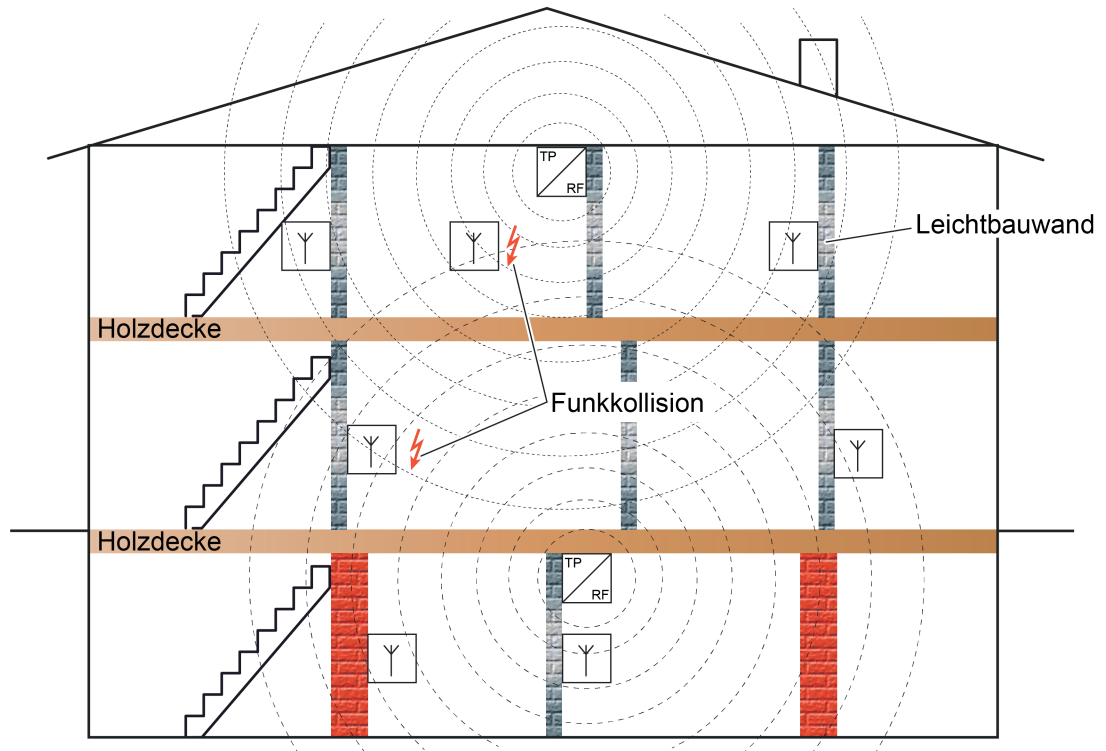 TP
RF
Leichtbauwand
Holzdecke
Funkkollision
Holzdecke
TP
RF